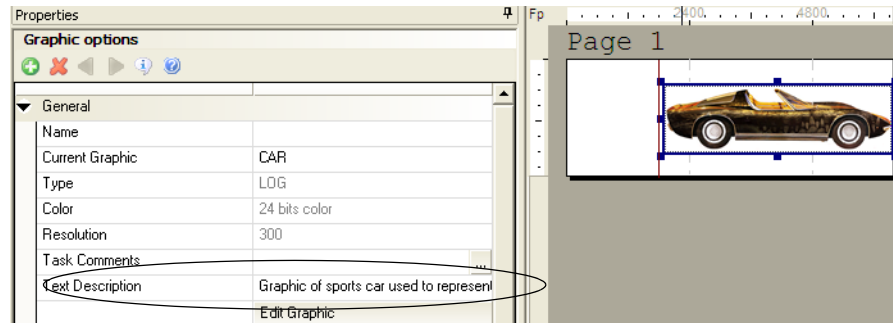 Properties
Fp
2400
4800
Graphic options
Page 1
General
Name
Current Graphic CAR
Type LOG
Color 24 bits color
Resolution 300
Task Comments ...
Text Description Graphic of sports car used to represent
Edit Graphic